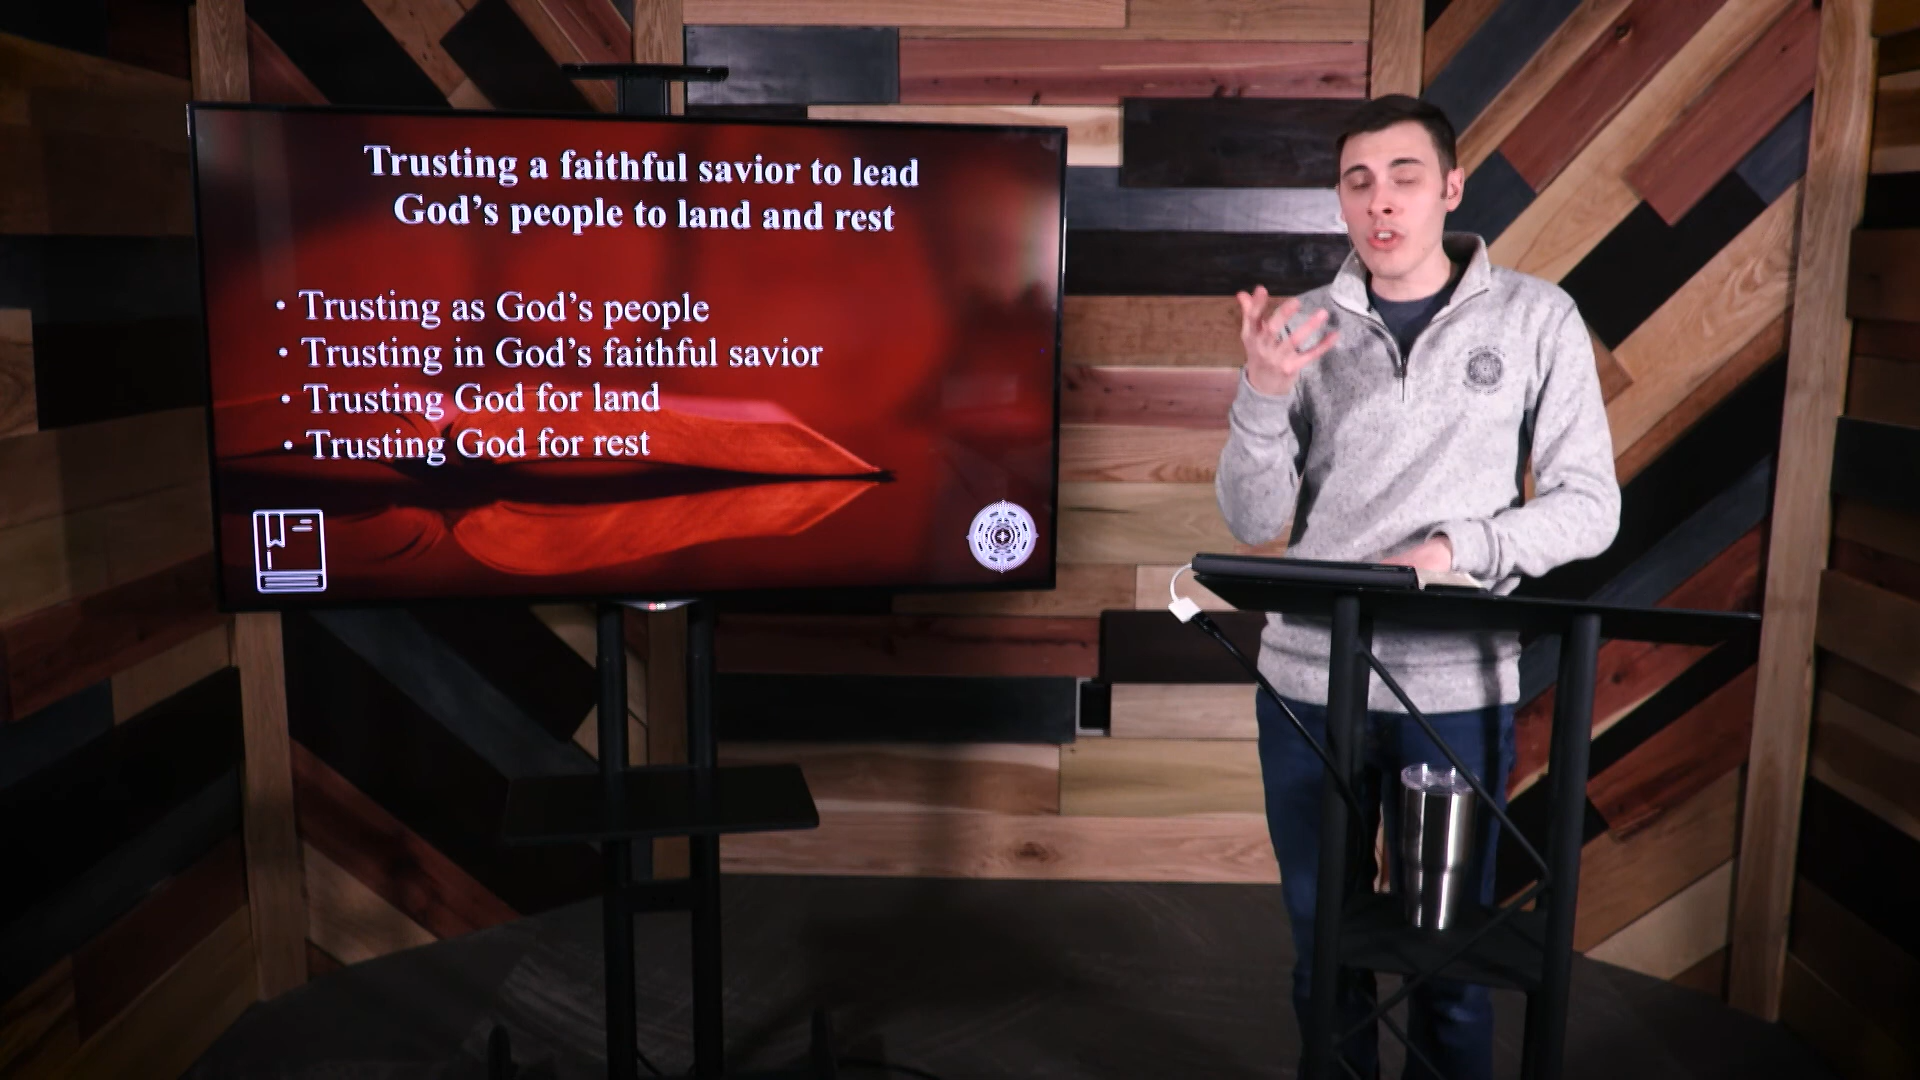 Trusting a faithful savior to lead
God's people to land and rest
• Trusting as God's people
• Trusting in God's faithful savior
• Trusting God for land
• Trusting God for rest